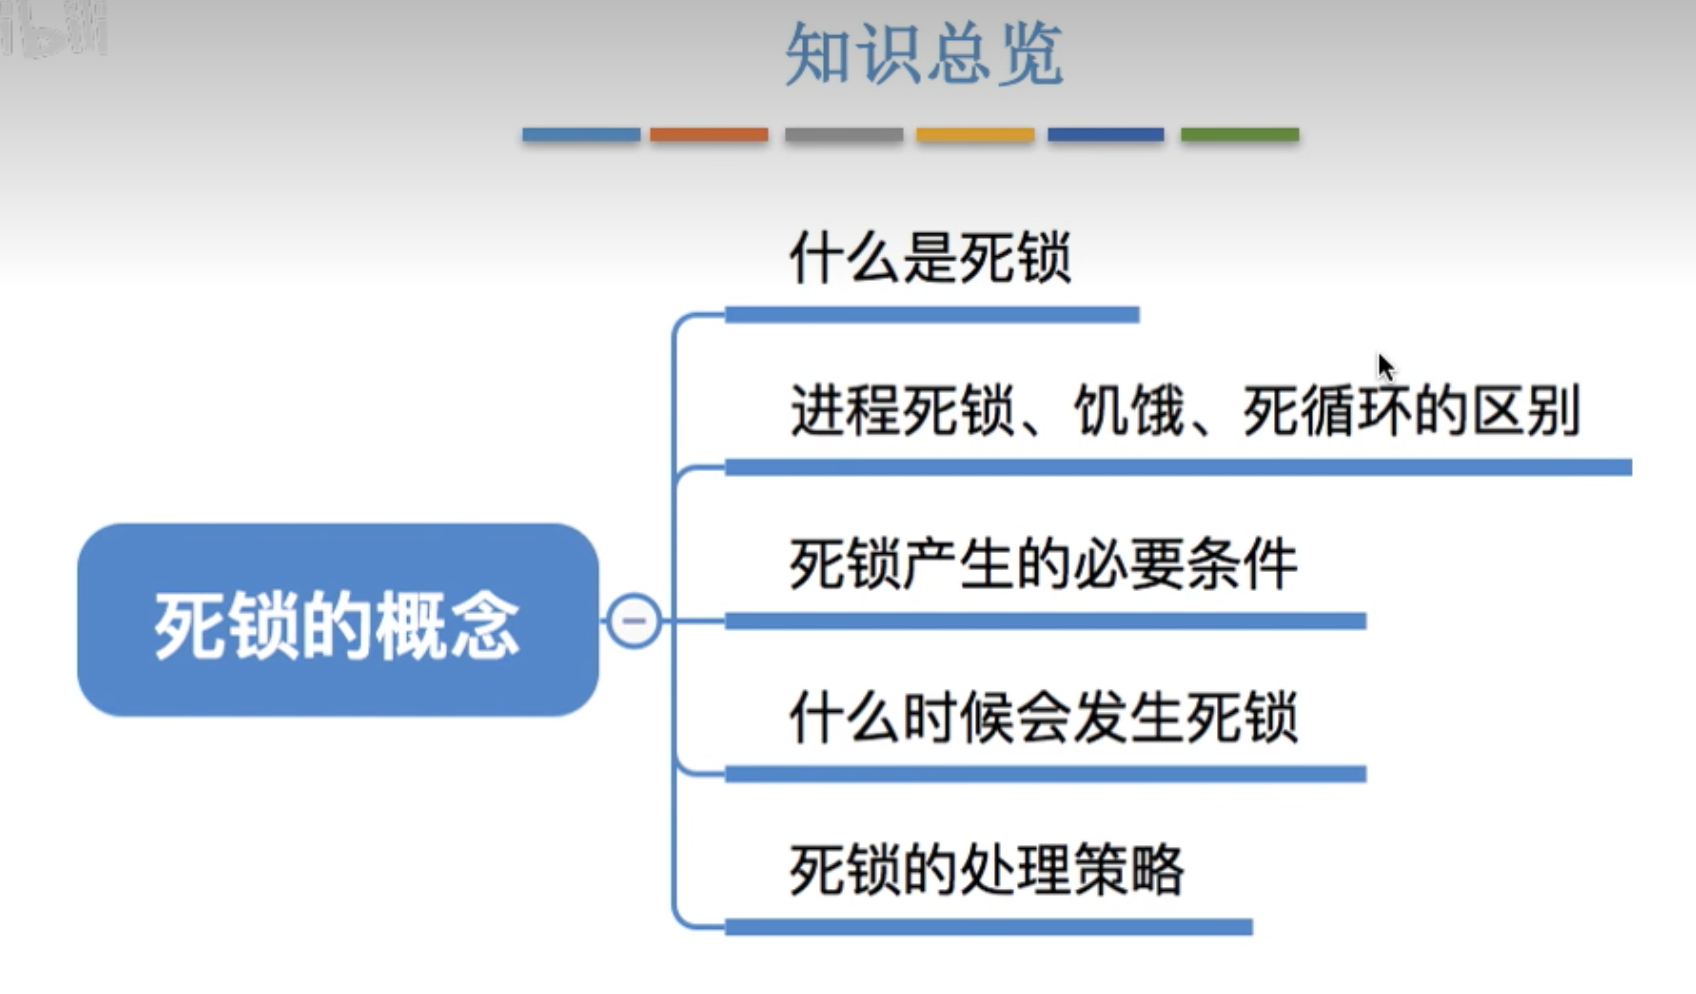 知识总览
什么是死锁
进程死锁、饥饿、死循环的区别
死锁产生的必要条件
死锁的概念
什么时候会发生死锁
死锁的处理策略